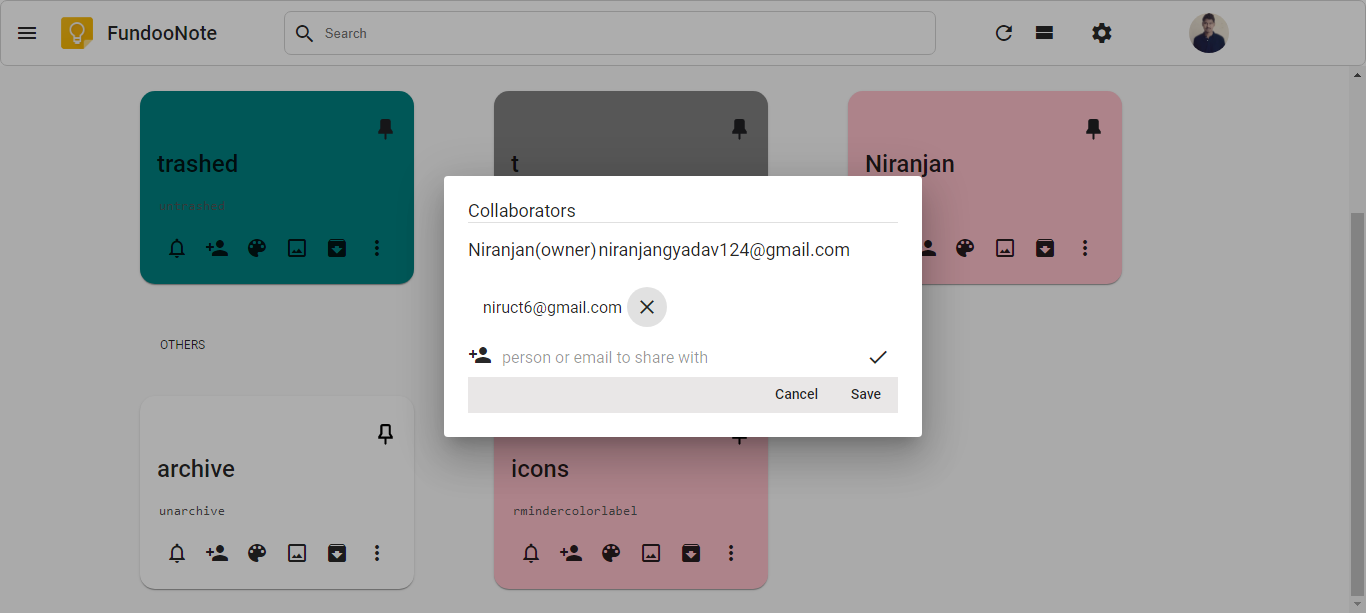 FundooNote
Search
trashed
untrashed
t
Niranjan
Collaborators
Niranjan(owner)niranjangyadav124@gmail.com
niruct6@gmail.com
person or email to share with
Cancel Save
OTHERS
archive
unarchive
icons
rmindercolorlabel